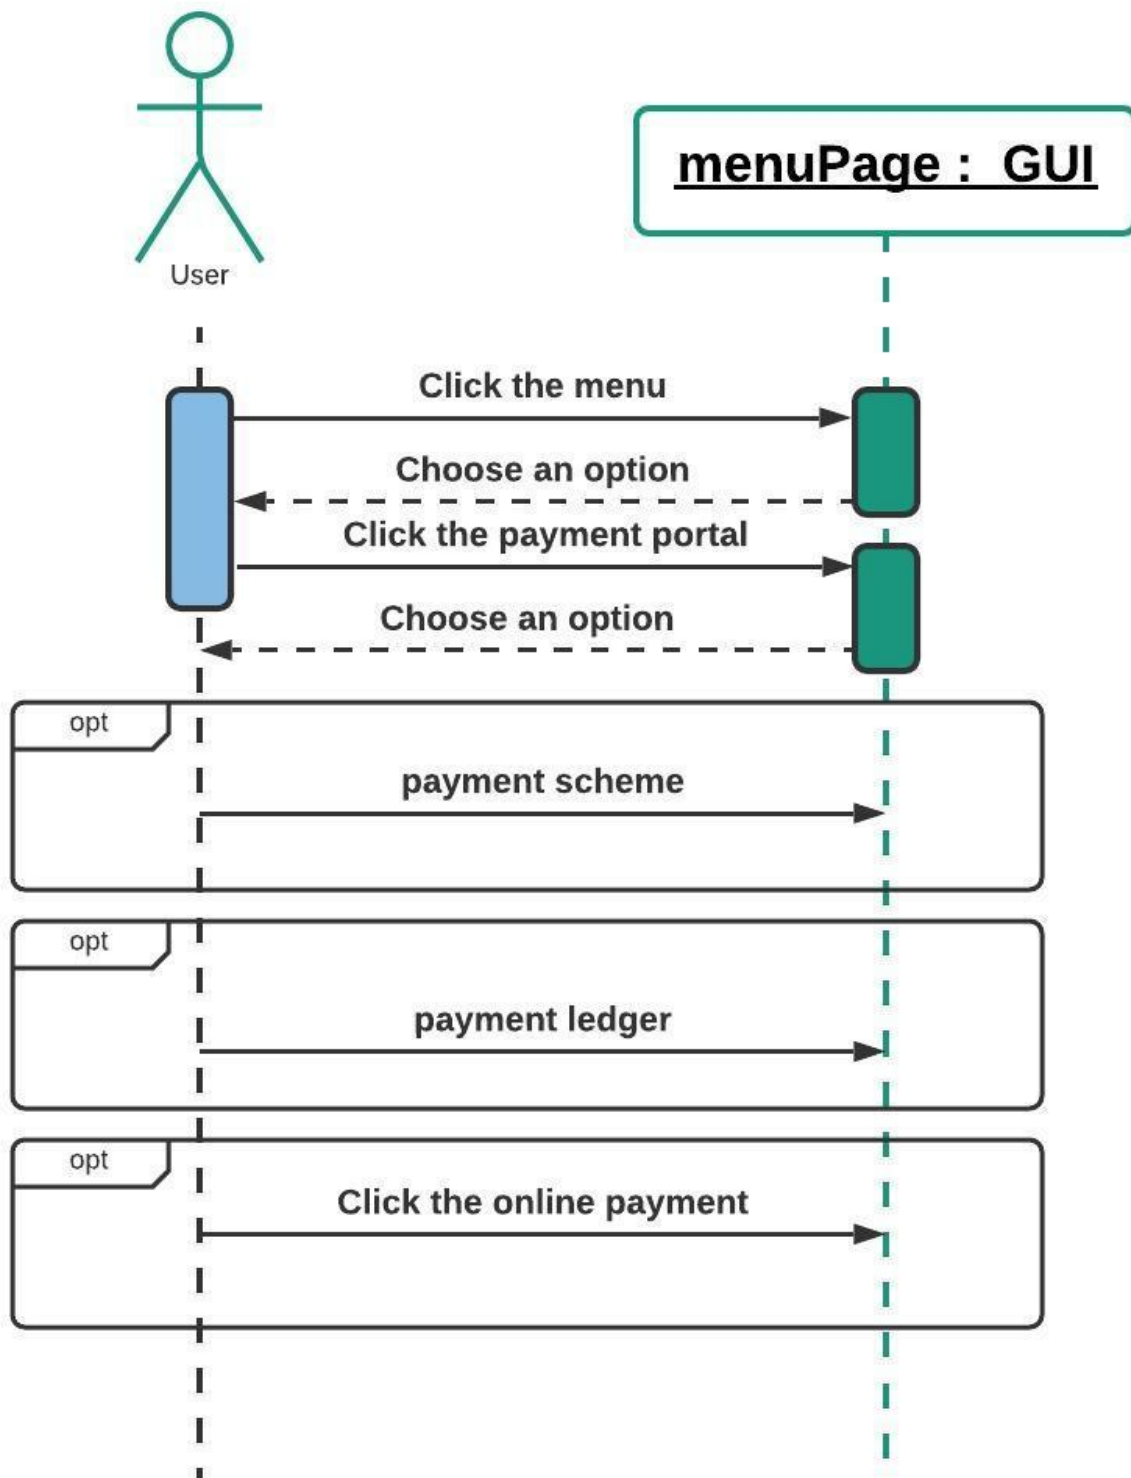 User
menuPage :  GUI
Click the menu
Choose an option
Click the payment portal
Choose an option
opt
payment scheme
opt
payment ledger
opt
Click the online payment